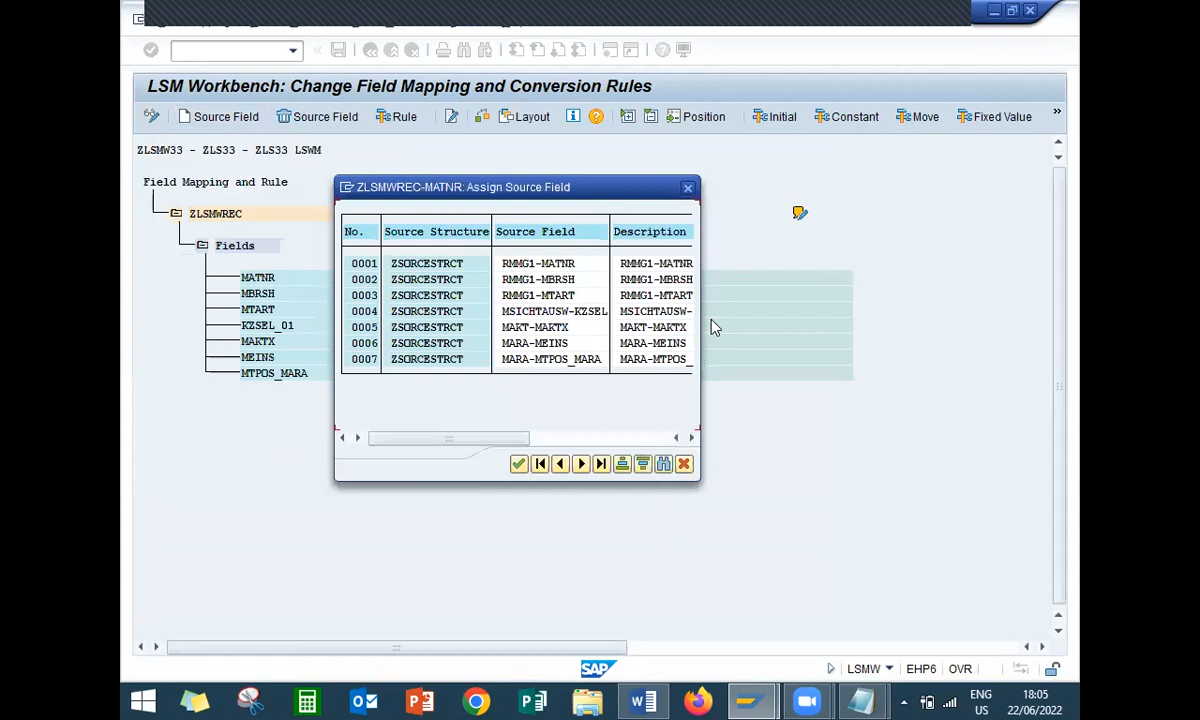 LSM Workbench: Change Field Mapping and Conversion Rules
Source Field Source Field Rule Layout Position Initial Constant Move Fixed Value »
ZLSMW33 - ZLS33 - ZLS33 LSWM
Field Mapping and Rule
ZLSMWREC
Fields
MATNR
MBRSH
MTART
KZSEL_01
MAKTX
MEINS
MTPOS_MARA
ZLSMWREC-MATNR: Assign Source Field
No. Source Structure Source Field Description
0001 ZSORCESTRCT RMMG1-MATNR RMMG1-MATNR
0002 ZSORCESTRCT RMMG1-MBRSH RMMG1-MBRSH
0003 ZSORCESTRCT RMMG1-MTART RMMG1-MTART
0004 ZSORCESTRCT MSICHTAUSW-KZSEL MSICHTAUSW-
0005 ZSORCESTRCT MAKT-MAKTX MAKT-MAKTX
0006 ZSORCESTRCT MARA-MEINS MARA-MEINS
0007 ZSORCESTRCT MARA-MTPOS_MARA MARA-MTPOS_
SAP LSMW EHP6 OVR
ENG 18:05
US 22/06/2022